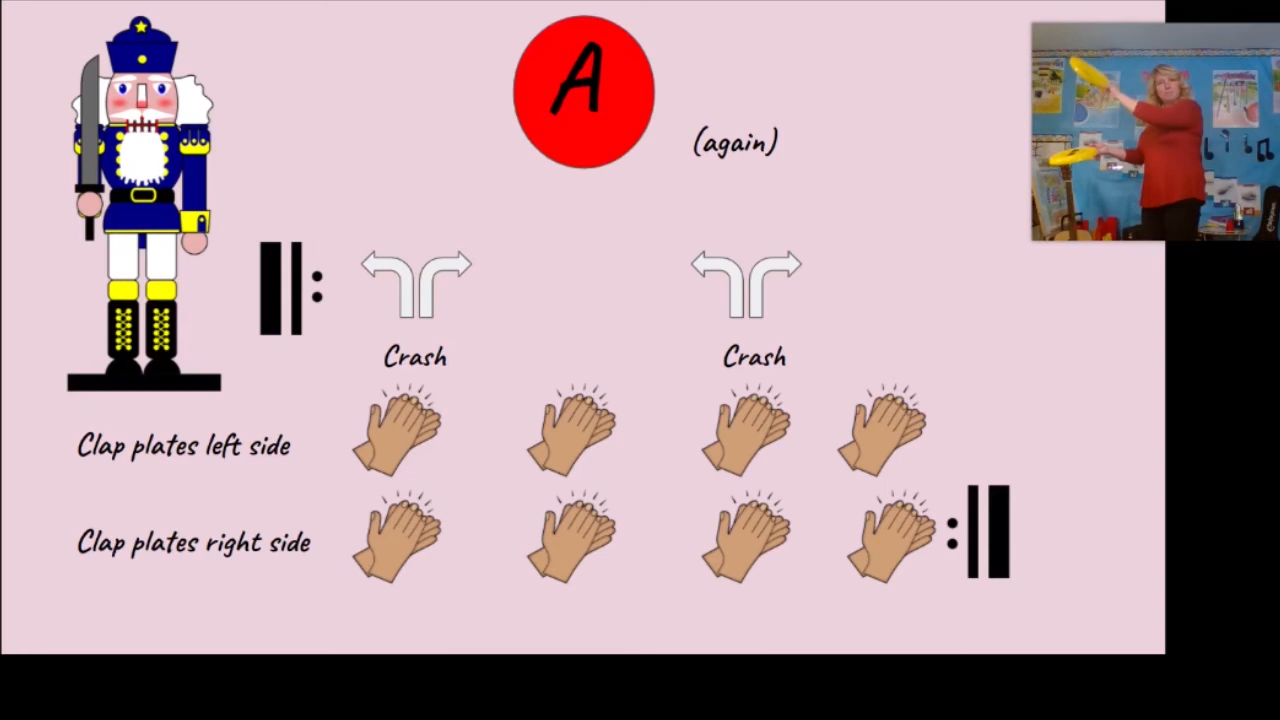 A
(again)
Crash Crash
Clap plates left side
Clap plates right side